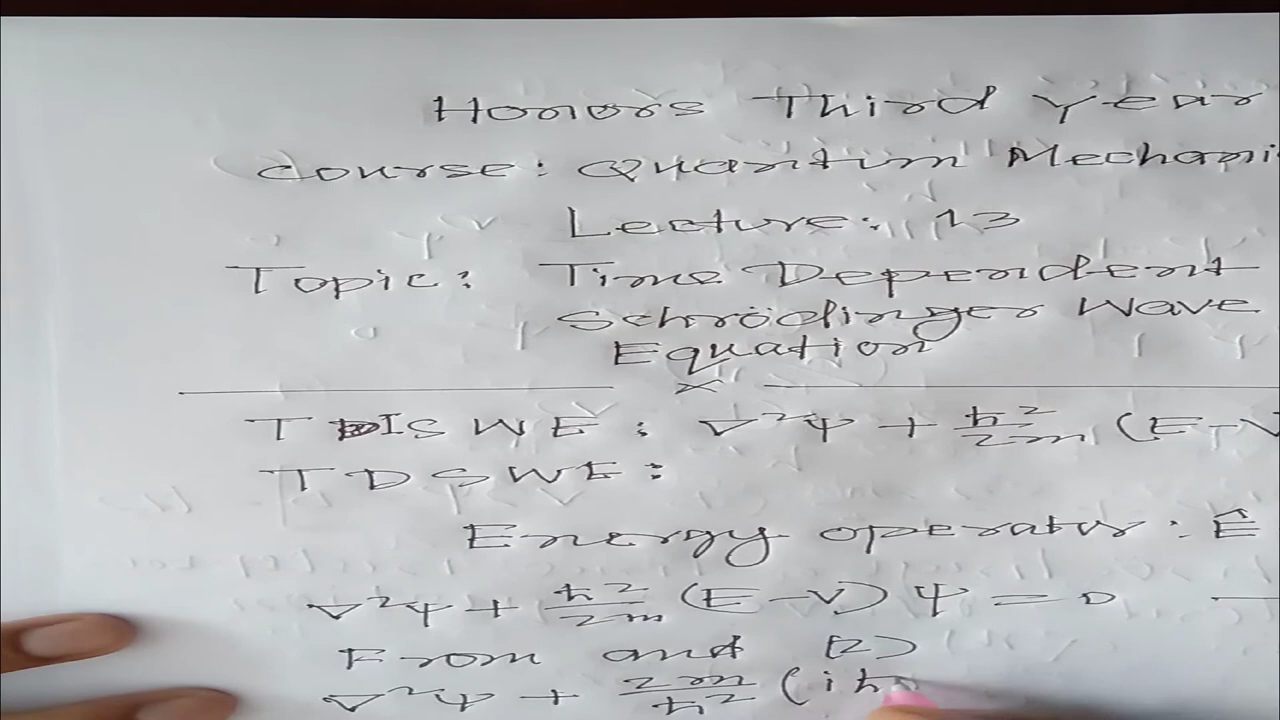 Honors Third Year
Course: Quantum Mechani
Lecture: 13
Topic: Time Dependent
Schrödinger Wave
Equation
×
TDISWE: ∇²ψ + ħ²/2m (E-V
TDSWE:
Energy operator: Ê
∇²ψ + ħ²/2m (E-V) ψ = 0
From and (2)
∇²ψ + 2m/ħ² (iħ